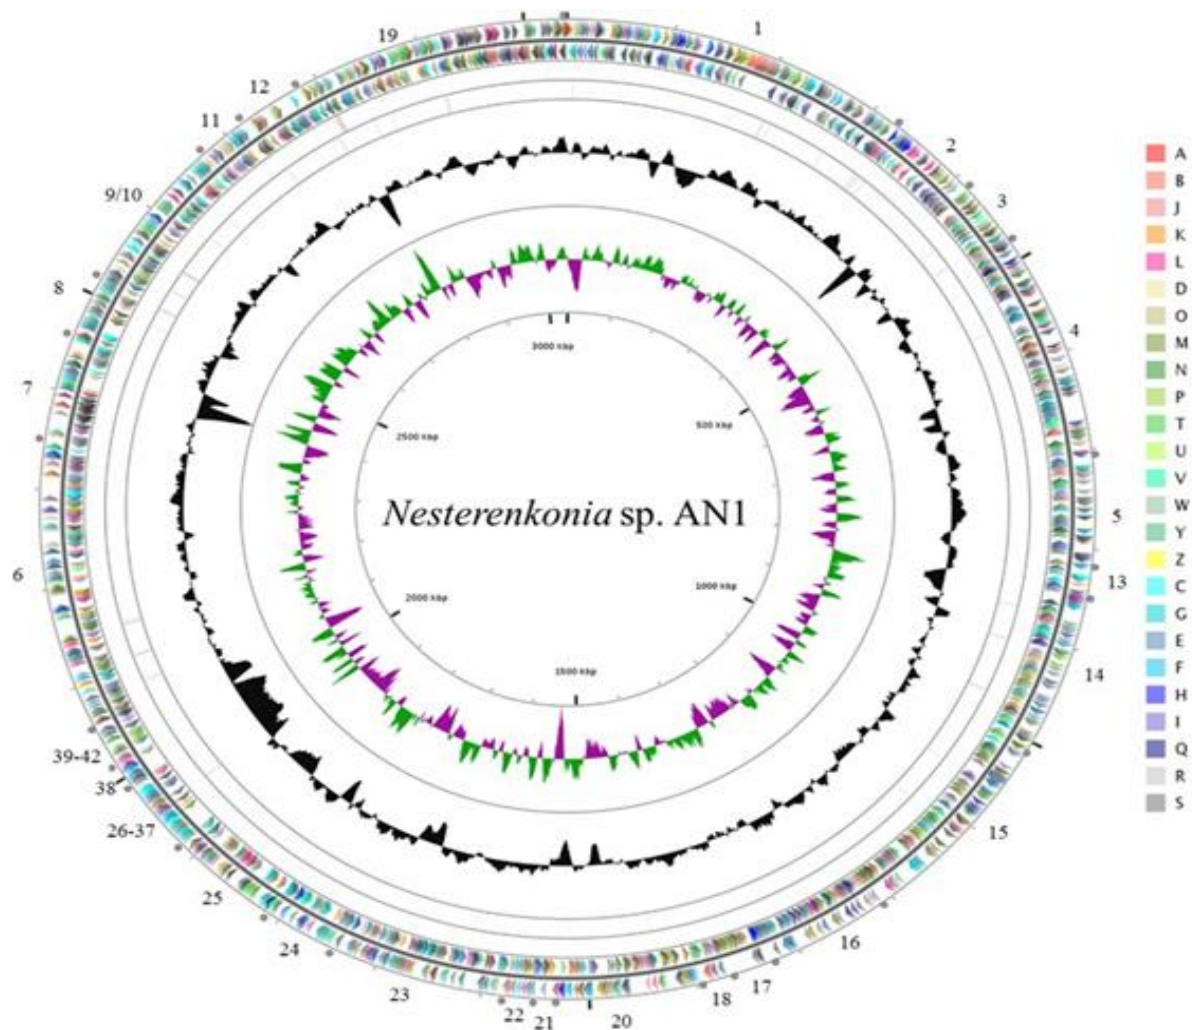 19
1
12
11
2
9/10
3
8
4
7
5
6
13
14
39-42
38
15
26-37
25
16
24
17
23
18
22
21
20
3000 kbp
500 kbp
2500 kbp
Nesterenkonia sp. AN1
1000 kbp
2000 kbp
1500 kbp
A
B
J
K
L
D
O
M
N
P
T
U
V
W
Y
Z
C
G
E
F
H
I
Q
R
S